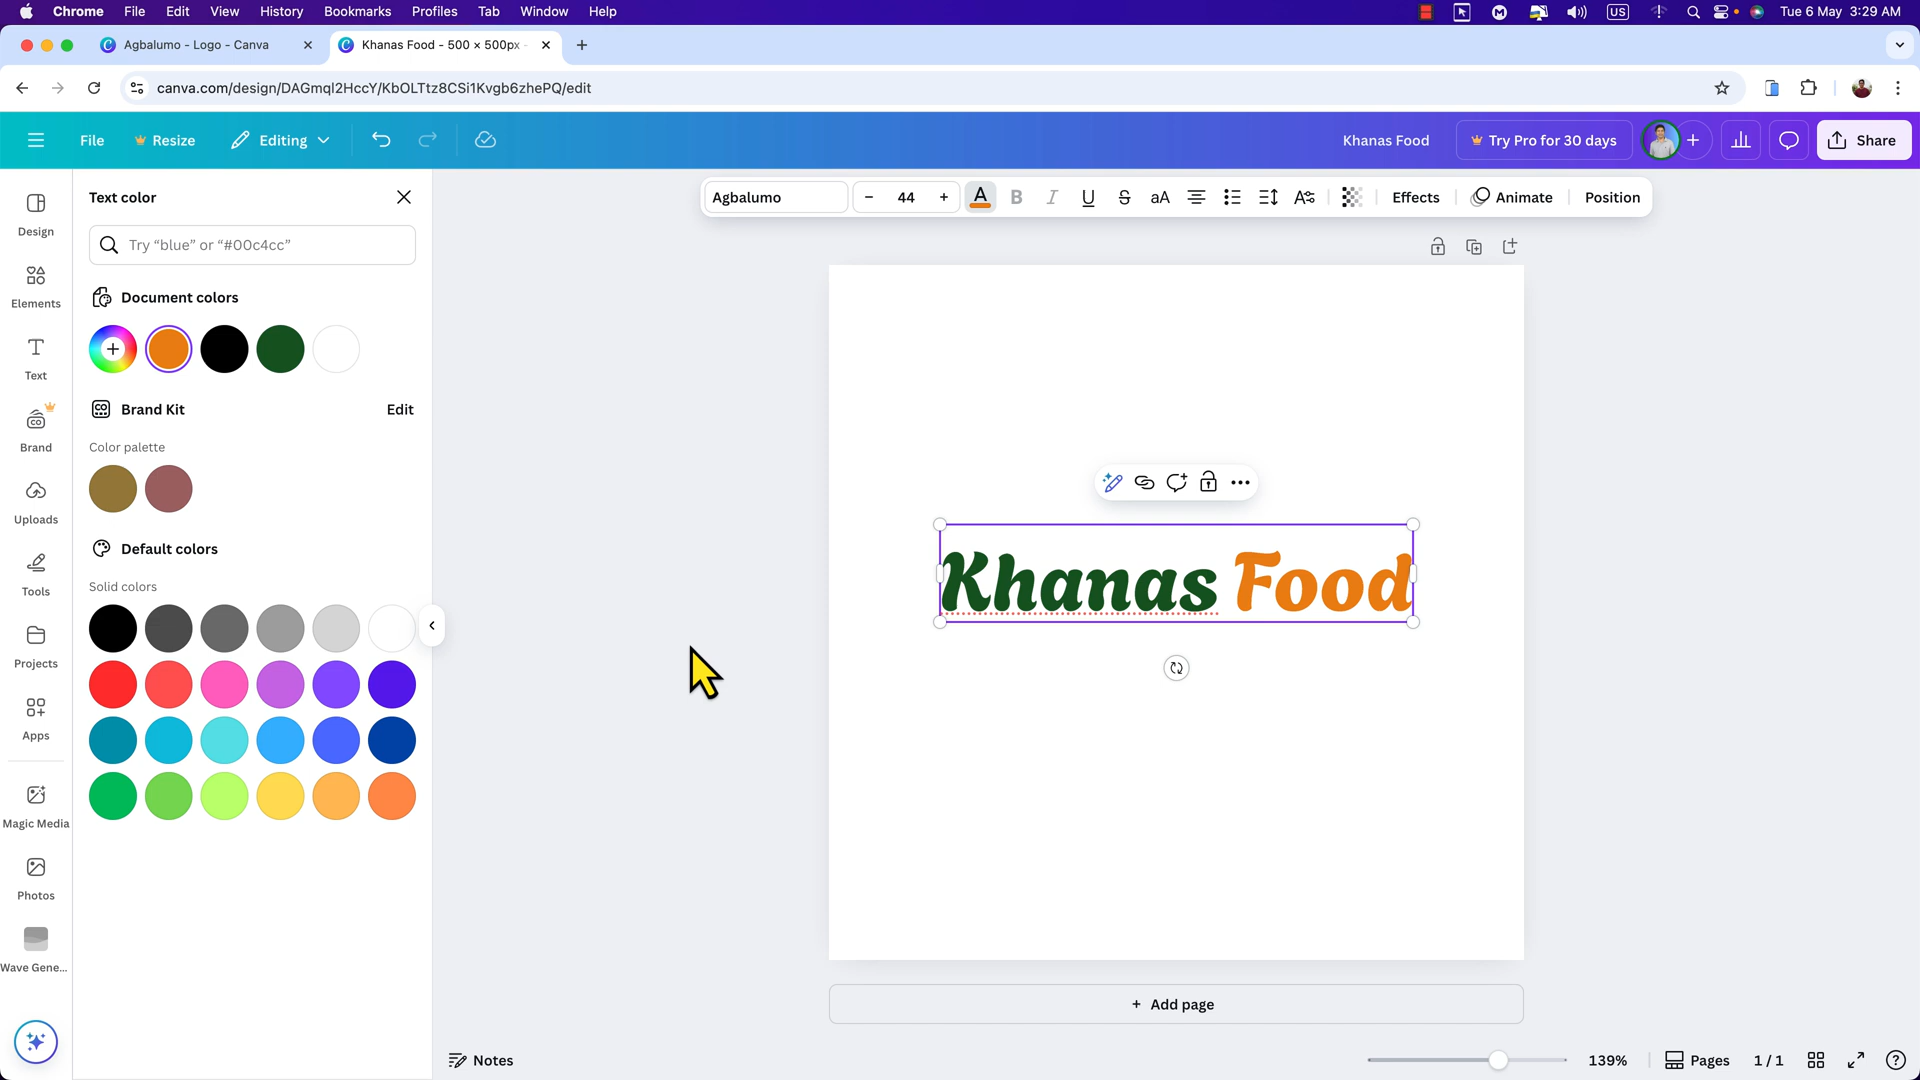 Chrome File Edit View History Bookmarks Profiles Tab Window Help US Tue 6 May 3:29 AM
Agbalumo - Logo - Canva Khanas Food - 500 × 500px -
canva.com/design/DAGmql2HccY/KbOLTtz8CSi1Kvgb6zhePQ/edit
File Resize Editing Khanas Food Try Pro for 30 days Share
Text color
Agbalumo 44 A B I U S aA Effects Animate Position
Try “blue” or “#00c4cc”
Design
Document colors
Elements
Text
Brand Kit Edit
Brand
Color palette
Uploads
Default colors
Solid colors
Tools
Khanas Food
Projects
Apps
Magic Media
Photos
Wave Gene...
+ Add page
Notes 139% Pages 1 / 1